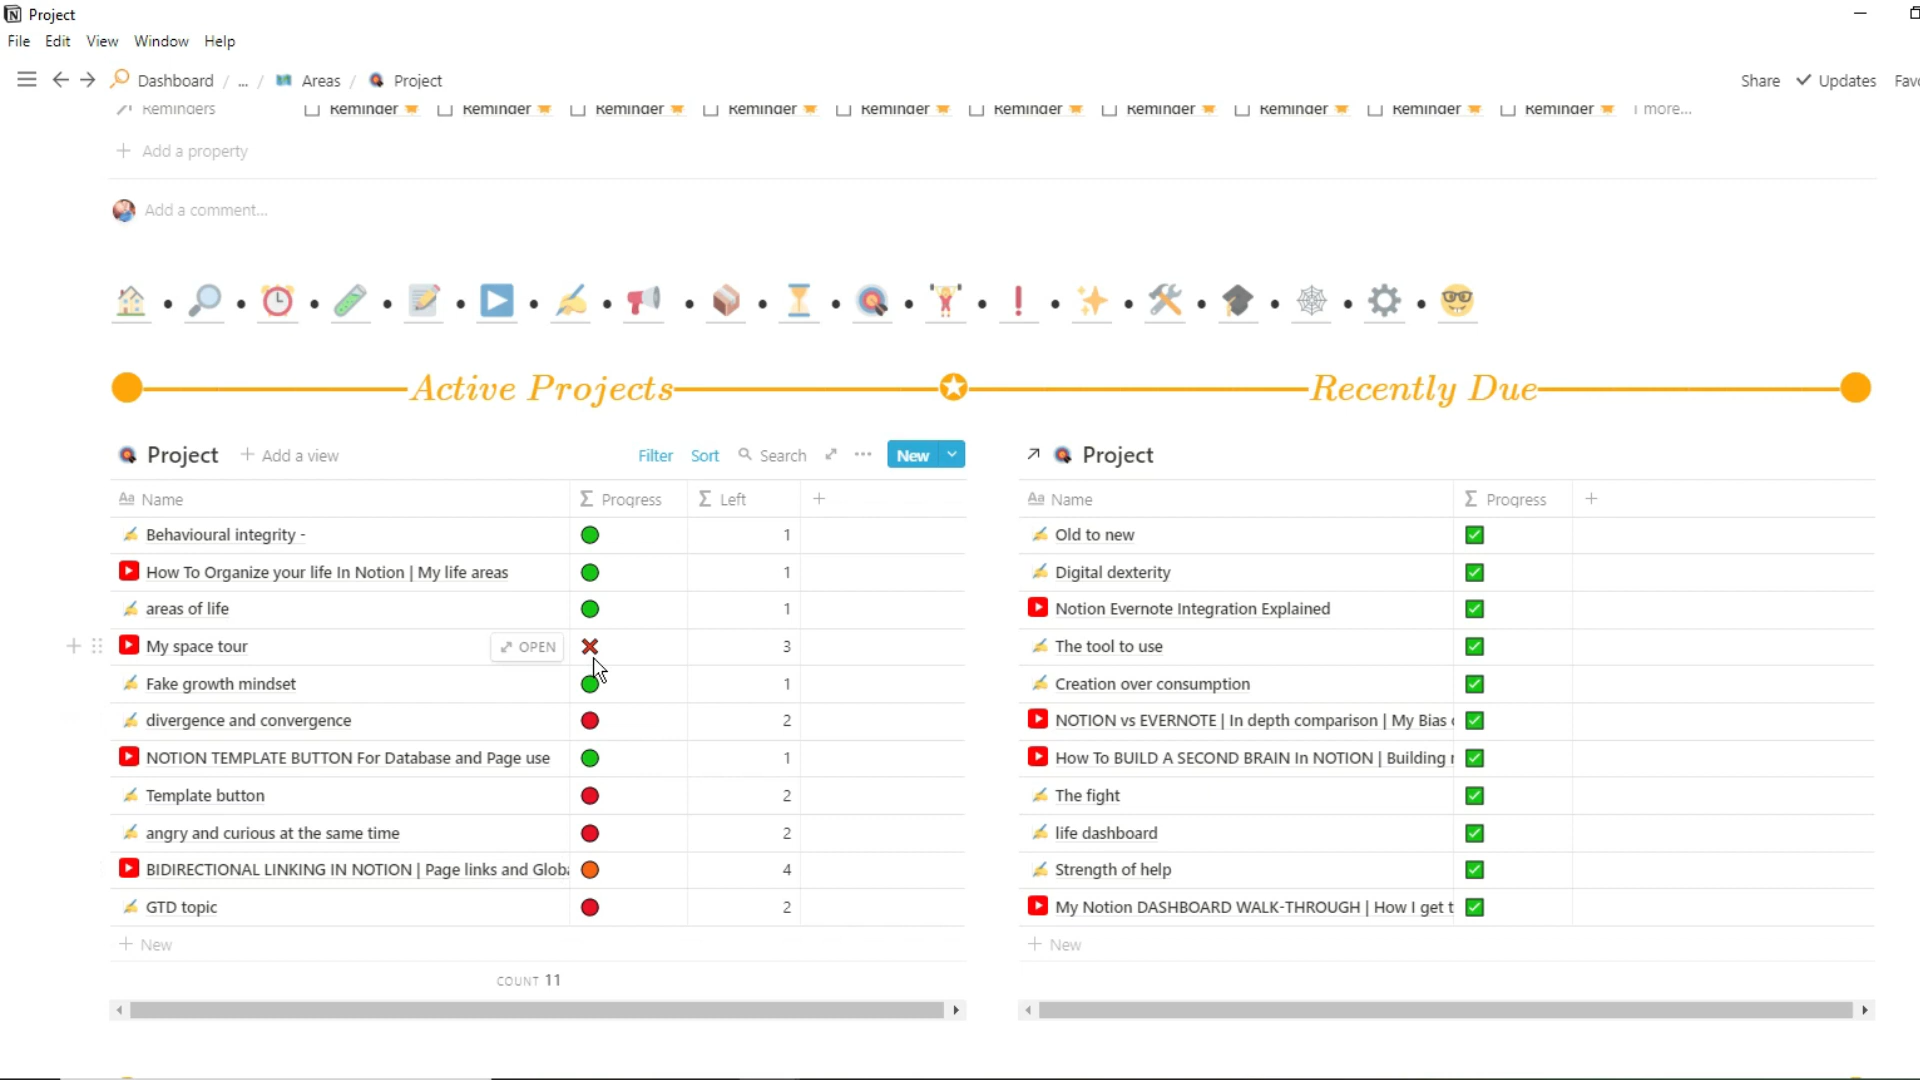 Project
File Edit View Window Help
Dashboard / ... / Areas / Project
Share Updates
Reminders Reminder Reminder Reminder Reminder Reminder Reminder Reminder Reminder Reminder Reminder 1 more...
Add a property
Add a comment...
Active Projects Recently Due
Project Add a view Filter Sort Search New
Project
Name Progress Left
Name Progress
Behavioural integrity - 1
How To Organize your life In Notion | My life areas 1
areas of life 1
My space tour OPEN 3
Fake growth mindset 1
divergence and convergence 2
NOTION TEMPLATE BUTTON For Database and Page use 1
Template button 2
angry and curious at the same time 2
BIDIRECTIONAL LINKING IN NOTION | Page links and 4
GTD topic 2
New
COUNT 11
Old to new
Digital dexterity
Notion Evernote Integration Explained
The tool to use
Creation over consumption
NOTION vs EVERNOTE | In depth comparison | My Bias
How To BUILD A SECOND BRAIN In NOTION | Building
The fight
life dashboard
Strength of help
My Notion DASHBOARD WALK-THROUGH | How I get
New